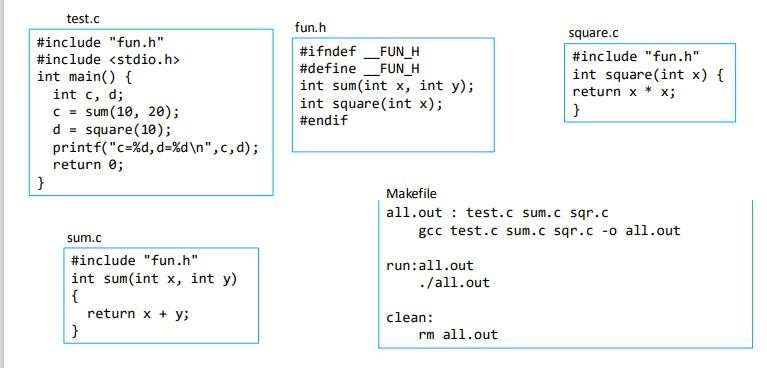 test.c
#include "fun.h"
#include <stdio.h>
int main() {
  int c, d;
  c = sum(10, 20);
  d = square(10);
  printf("c=%d,d=%d\n",c,d);
  return 0;
}
fun.h
#ifndef __FUN_H
#define __FUN_H
int sum(int x, int y);
int square(int x);
#endif
square.c
#include "fun.h"
int square(int x) {
return x * x;
}
sum.c
#include "fun.h"
int sum(int x, int y)
{
  return x + y;
}
Makefile
all.out : test.c sum.c sqr.c
    gcc test.c sum.c sqr.c -o all.out
run:all.out
    ./all.out
clean:
    rm all.out